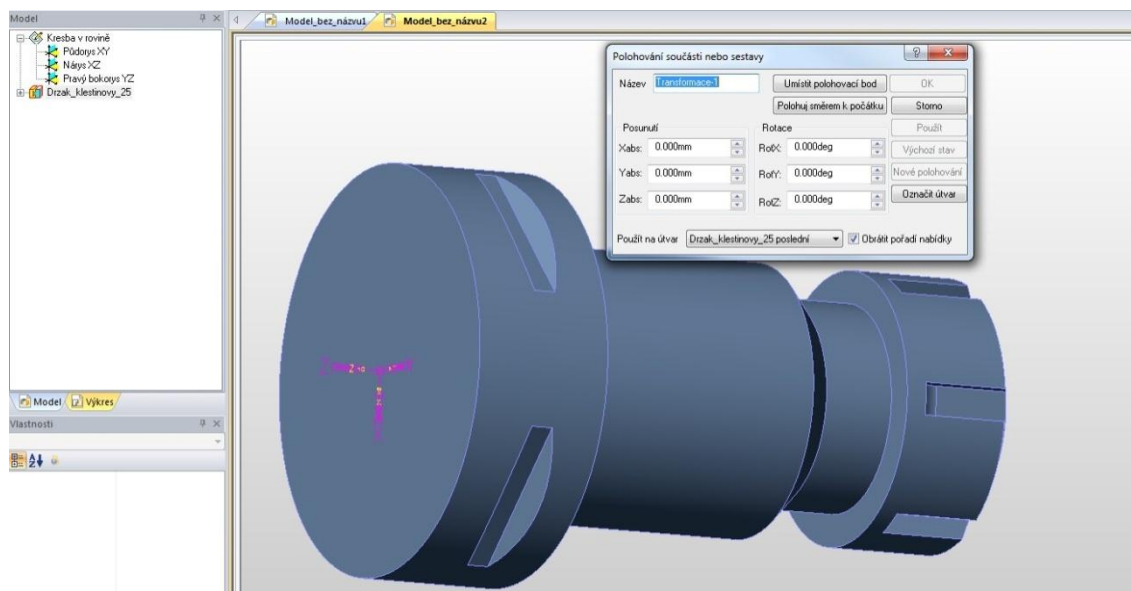 Model
Kresba v rovině
Půdorys XY
Nárys XZ
Pravý bokorys YZ
Drzak_klestinovy_25
Model
Výkres
Vlastnosti
Model_bez_názvu1
Model_bez_názvu2
Polohování součásti nebo sestavy
Název
Transformace-1
Umístit polohovací bod
OK
Polohuj směrem k počátku
Storno
Posunutí
Rotace
Použít
Xabs: 0.000mm
RotX: 0.000deg
Výchozí stav
Yabs: 0.000mm
RotY: 0.000deg
Nové polohování
Zabs: 0.000mm
RotZ: 0.000deg
Označit útvar
Použít na útvar
Drzak_klestinovy_25 poslední
Obrátit pořadí nabídky